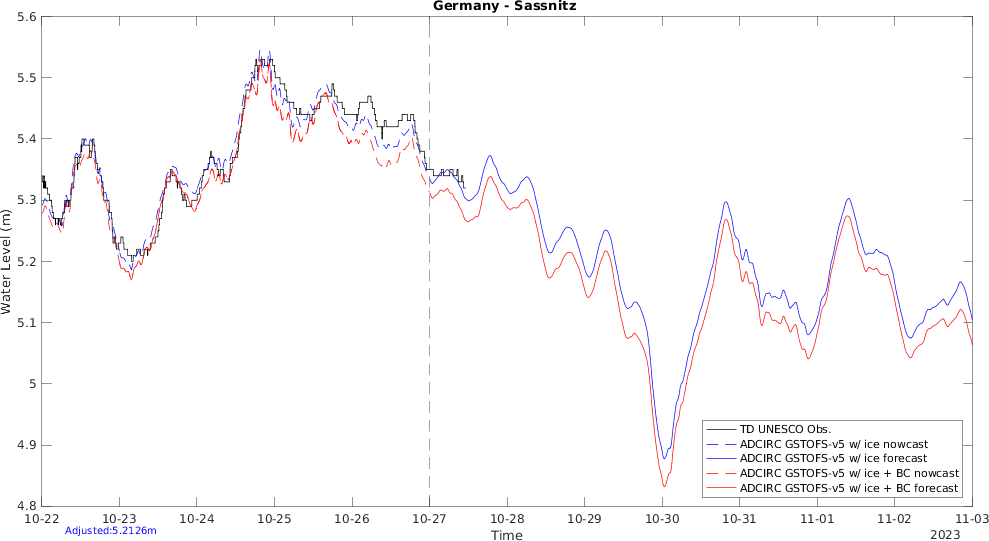 Germany - Sassnitz
5.6
5.5
5.4
5.3
5.2
5.1
5
4.9
4.8
Water Level (m)
TD UNESCO Obs.
ADCIRC GSTOFS-v5 w/ ice nowcast
ADCIRC GSTOFS-v5 w/ ice forecast
ADCIRC GSTOFS-v5 w/ ice + BC nowcast
ADCIRC GSTOFS-v5 w/ ice + BC forecast
10-22 10-23 10-24 10-25 10-26 10-27 10-28 10-29 10-30 10-31 11-01 11-02 11-03
Adjusted:5.2126m
Time
2023